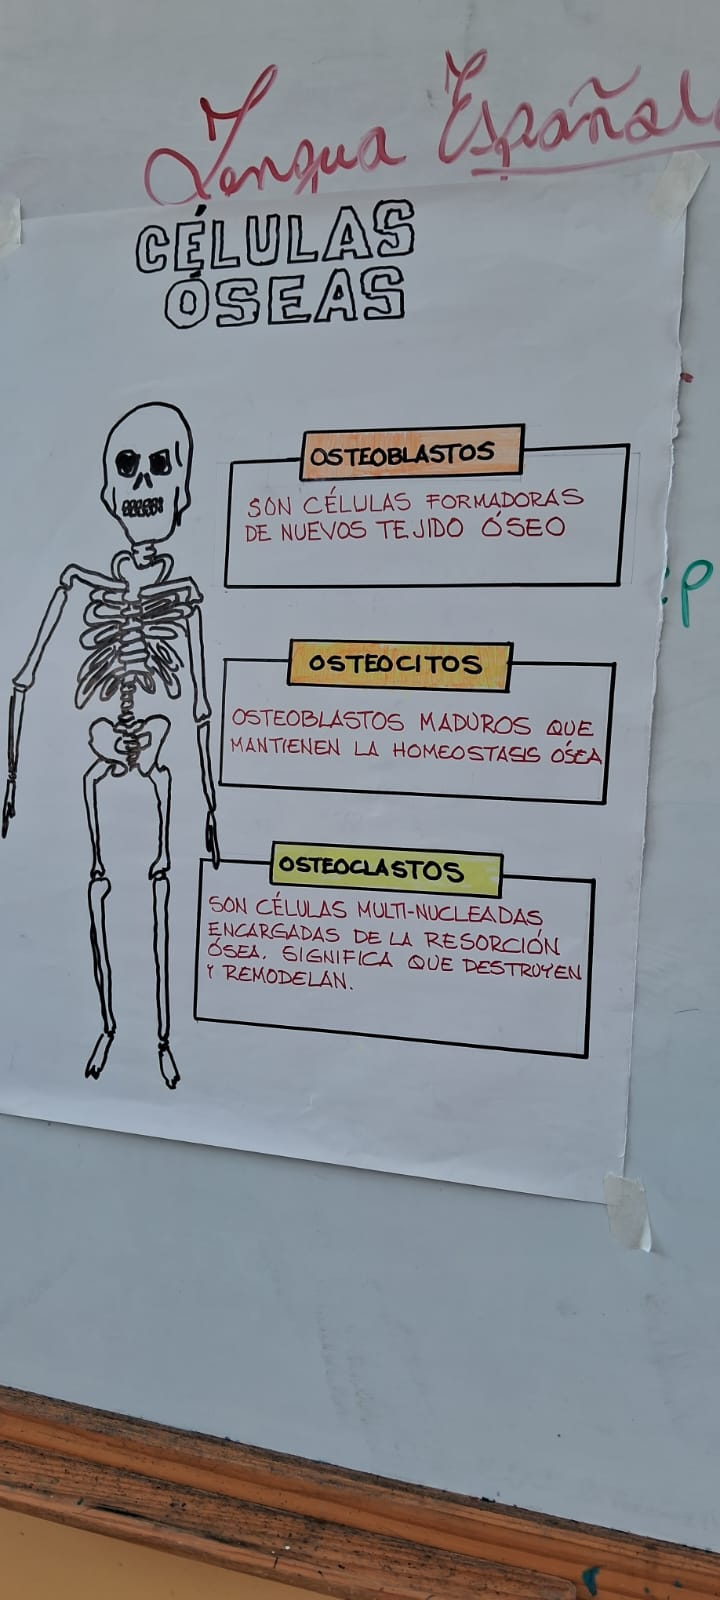 Lengua Española
CÉLULAS
ÓSEAS
OSTEOBLASTOS
SON CÉLULAS FORMADORAS
DE NUEVOS TEJIDO ÓSEO
OSTEOCITOS
OSTEOBLASTOS MADUROS QUE
MANTIENEN LA HOMEOSTASIS ÓSEA
OSTEOCLASTOS
SON CÉLULAS MULTI-NUCLEADAS
ENCARGADAS DE LA RESORCIÓN
ÓSEA. SIGNIFICA QUE DESTRUYEN
Y REMODELAN.